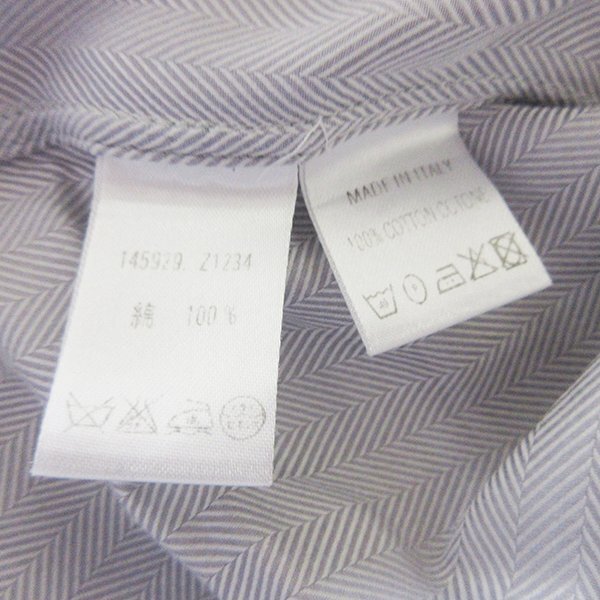 145929. Z1234
綿 100%
MADE IN ITALY
100% COTTON COTONE